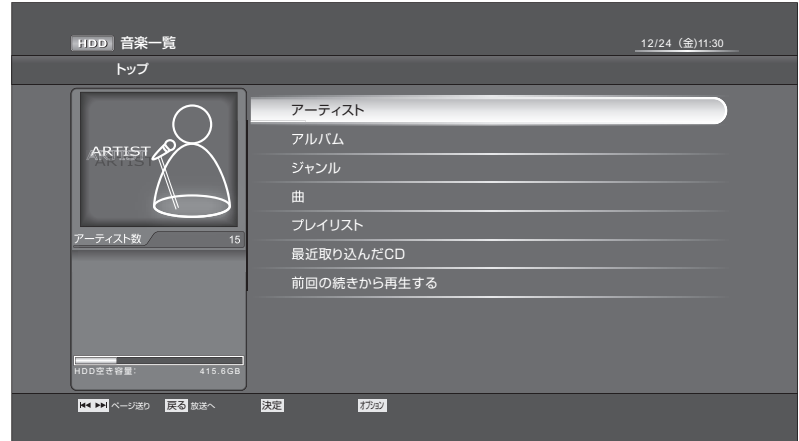 HDD 音楽一覧
12/24 (金)11:30
トップ
ARTIST
アーティスト数 15
HDD空き容量: 415.6GB
アーティスト
アルバム
ジャンル
曲
プレイリスト
最近取り込んだCD
前回の続きから再生する
⏮ ⏭ ページ送り 戻る 放送へ 決定 オプション